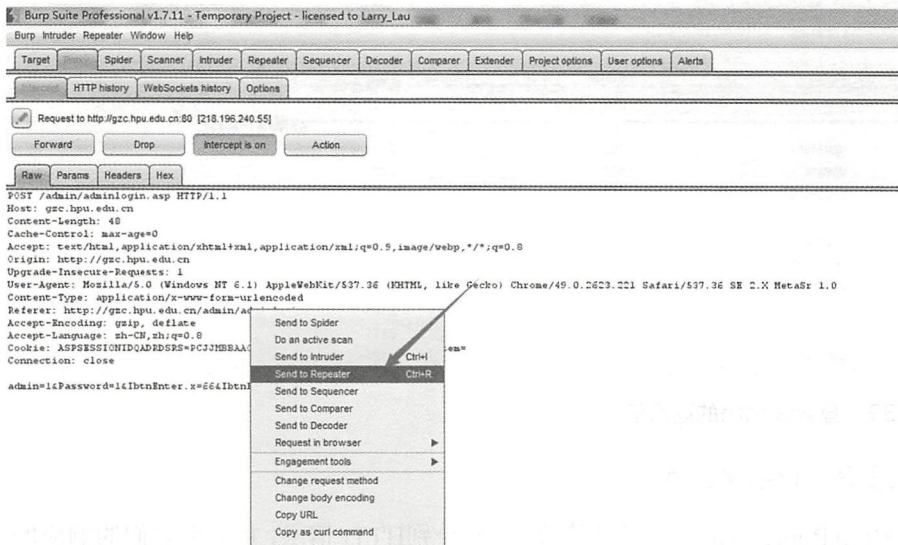 Burp Suite Professional v1.7.11 - Temporary Project - licensed to Larry_Lau
Burp Intruder Repeater Window Help
Target Proxy Spider Scanner Intruder Repeater Sequencer Decoder Comparer Extender Project options User options Alerts
Intercept HTTP history WebSockets history Options
Request to http://gzc.hpu.edu.cn:80 [218.196.240.55]
Forward Drop Intercept is on Action
Raw Params Headers Hex
POST /admin/adminlogin.asp HTTP/1.1
Host: gzc.hpu.edu.cn
Content-Length: 48
Cache-Control: max-age=0
Accept: text/html,application/xhtml+xml,application/xml;q=0.9,image/webp,*/*;q=0.8
Origin: http://gzc.hpu.edu.cn
Upgrade-Insecure-Requests: 1
User-Agent: Mozilla/5.0 (Windows NT 6.1) AppleWebKit/537.36 (KHTML, like Gecko) Chrome/49.0.2623.221 Safari/537.36 SE 2.X MetaSr 1.0
Content-Type: application/x-www-form-urlencoded
Referer: http://gzc.hpu.edu.cn/admin/ad
Accept-Encoding: gzip, deflate
Accept-Language: zh-CN,zh;q=0.8
Cookie: ASPSESSIONIDQADRDSRS=PCJJMBBAAC em=
Connection: close
admin=1&Password=1&IbtnEnter.x=66&Ibtn
Send to Spider
Do an active scan
Send to Intruder Ctrl+I
Send to Repeater Ctrl+R
Send to Sequencer
Send to Comparer
Send to Decoder
Request in browser
Engagement tools
Change request method
Change body encoding
Copy URL
Copy as curl command